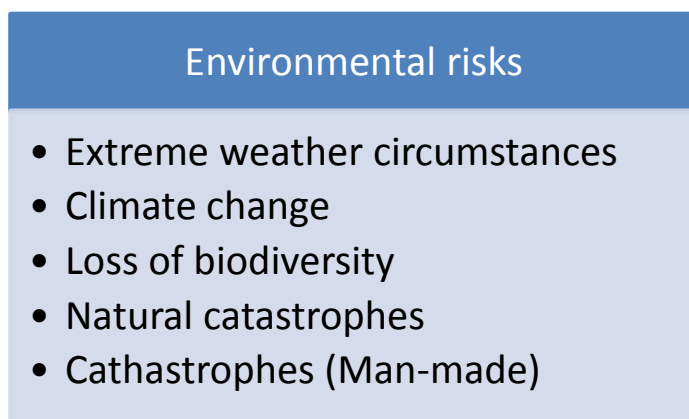 Environmental risks
• Extreme weather circumstances
• Climate change
• Loss of biodiversity
• Natural catastrophes
• Cathastrophes (Man-made)